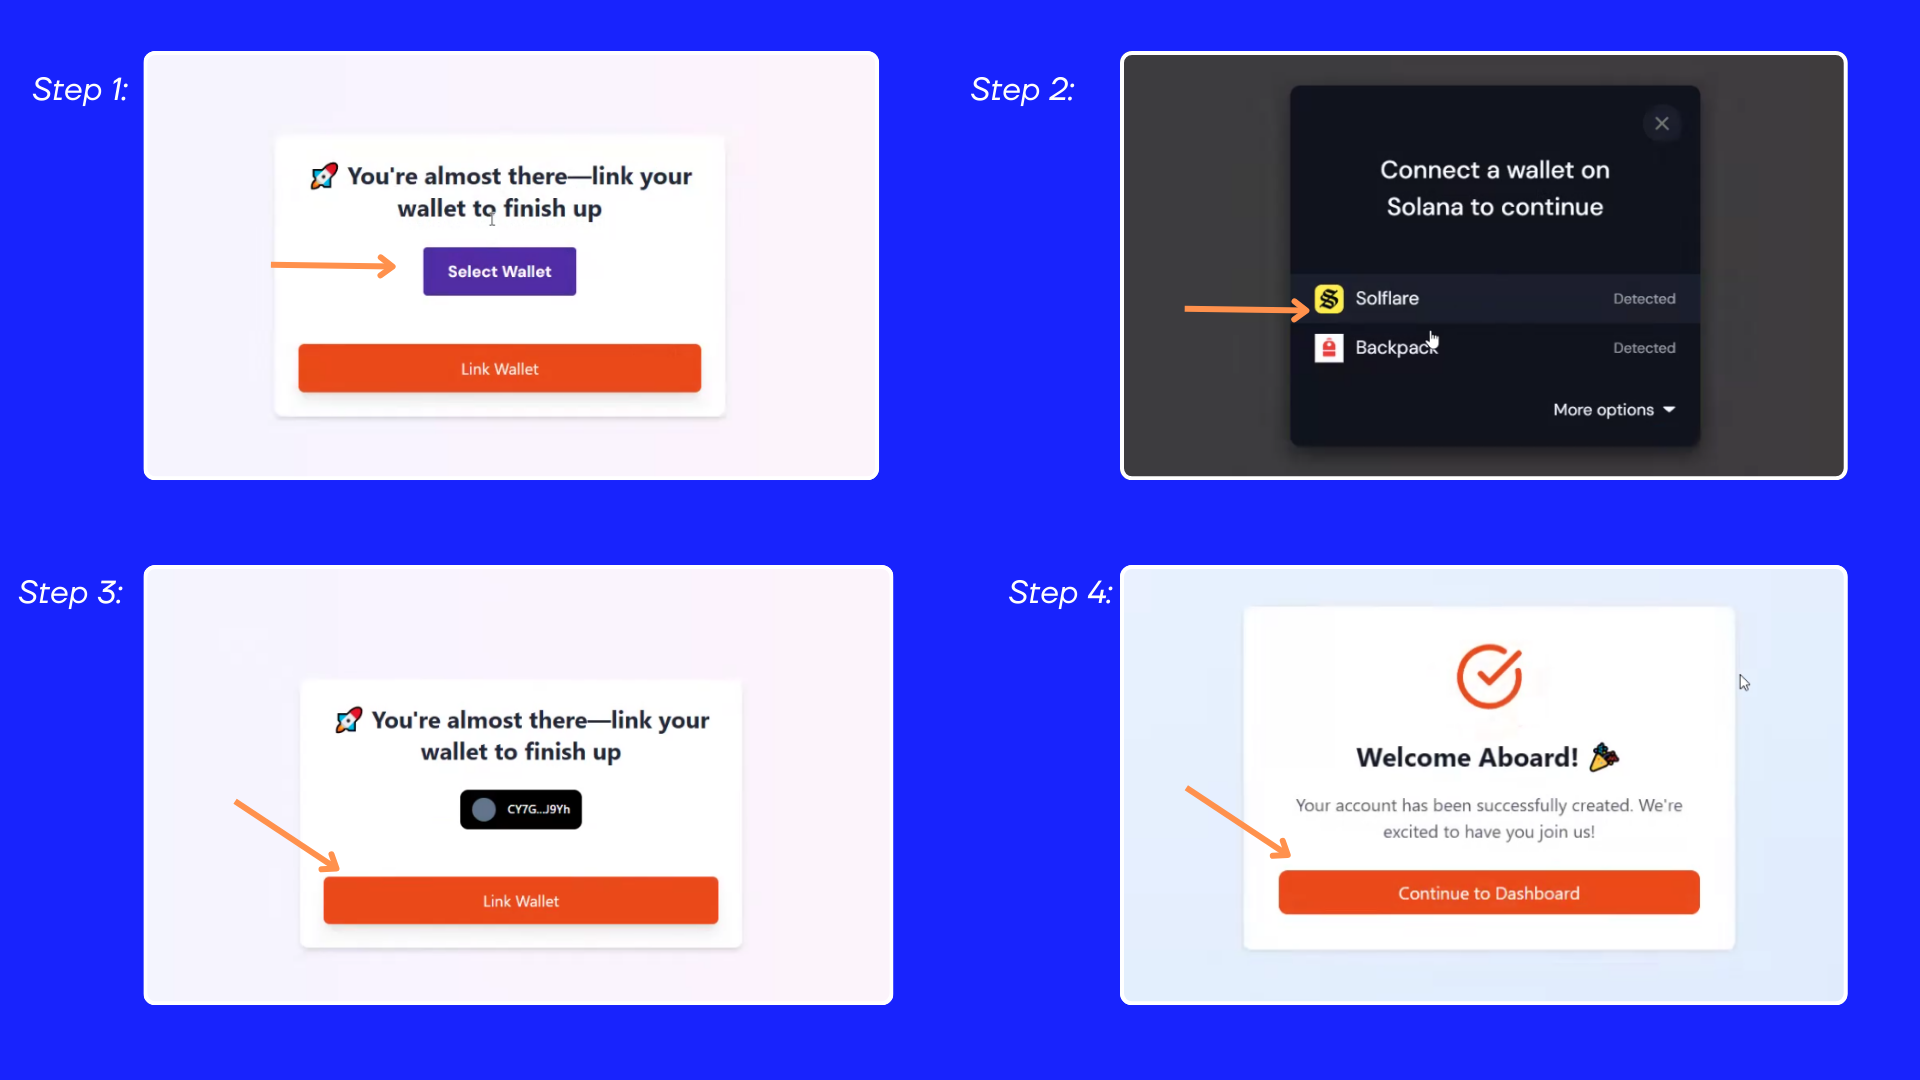 Step 1:
🚀 You're almost there—link your
wallet to finish up
Select Wallet
Link Wallet
Step 2:
Connect a wallet on
Solana to continue
Solflare Detected
Backpack Detected
More options
Step 3:
🚀 You're almost there—link your
wallet to finish up
CY7G...J9Yh
Link Wallet
Step 4:
Welcome Aboard! 🎉
Your account has been successfully created. We're
excited to have you join us!
Continue to Dashboard